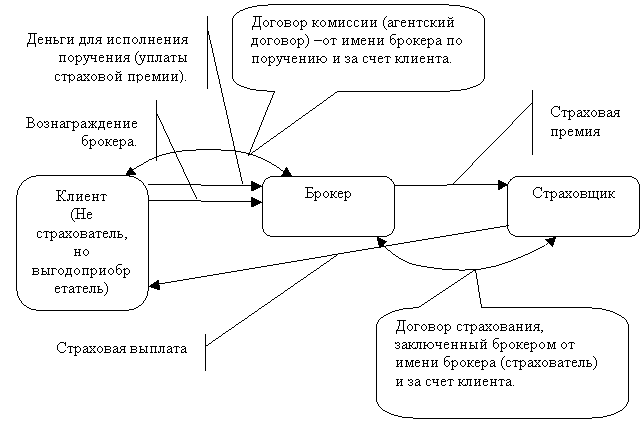 Деньги для исполнения
поручения (уплаты
страховой премии).
Договор комиссии (агентский
договор) –от имени брокера по
поручению и за счет клиента.
Вознаграждение
брокера.
Страховая
премия
Клиент
(Не
страхователь,
но
выгодоприобр
етатель)
Брокер
Страховщик
Страховая выплата
Договор страхования,
заключенный брокером от
имени брокера (страхователь)
и за счет клиента.